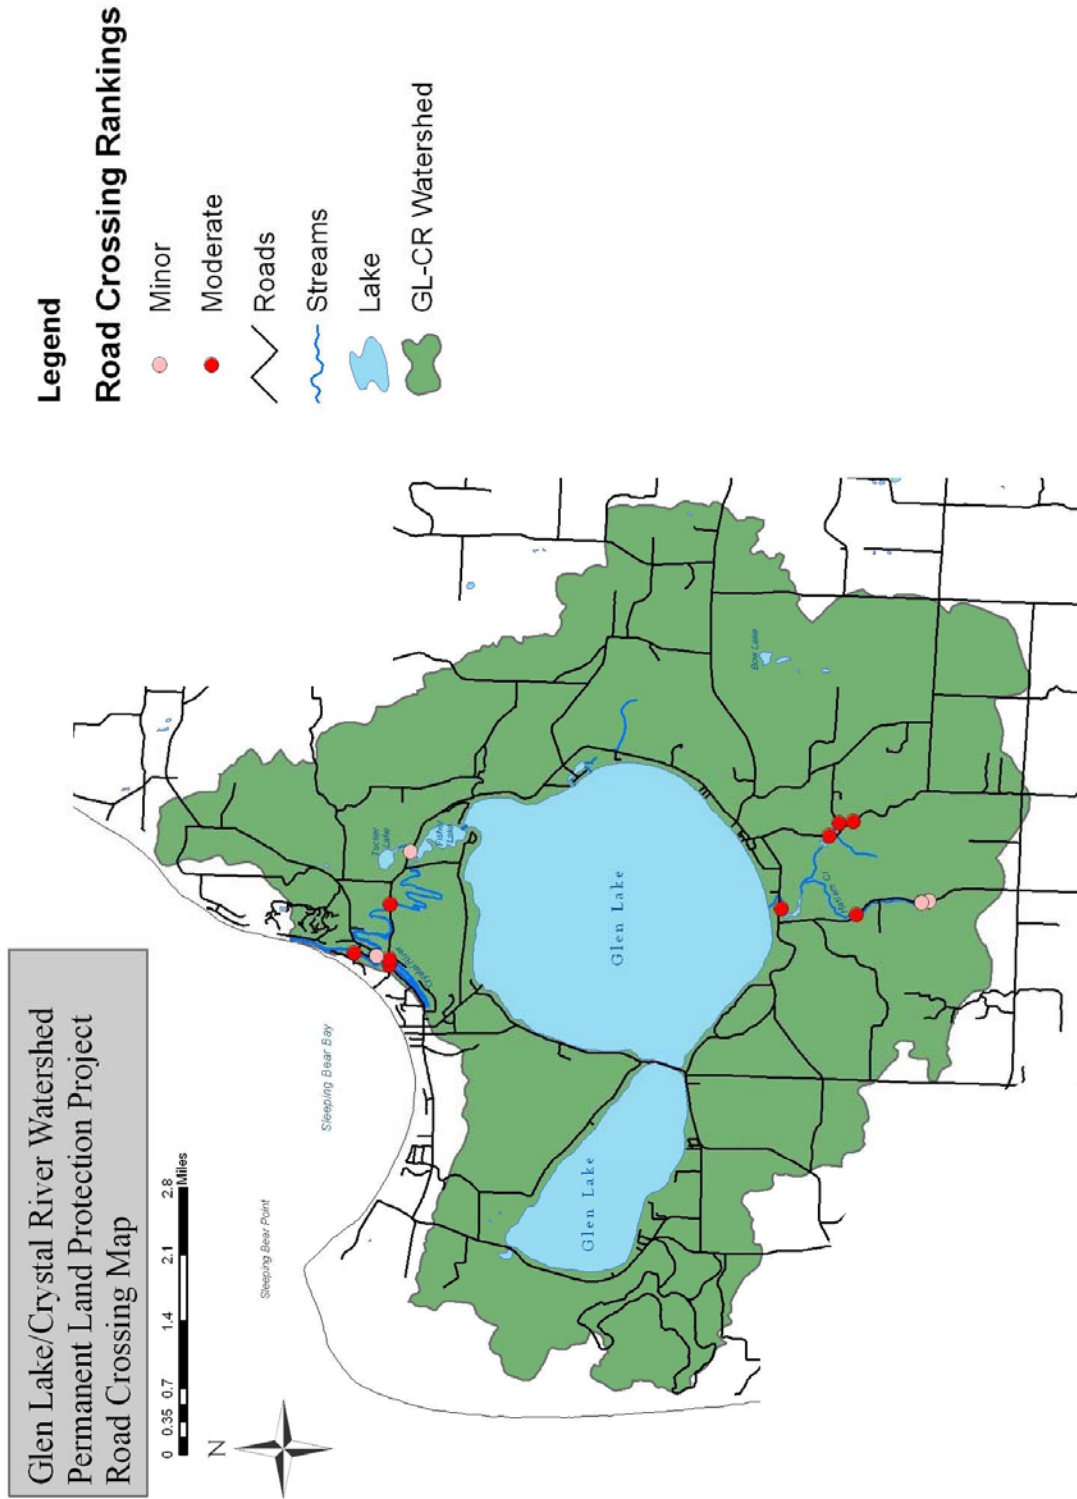 Glen Lake/Crystal River Watershed
Permanent Land Protection Project
Road Crossing Map
0 0.35 0.7 1.4 2.1 2.8
Miles
N
Legend
Road Crossing Rankings
Minor
Moderate
Roads
Streams
Lake
GL-CR Watershed
Sleeping Bear Point
Sleeping Bear Bay
Crystal River
Tucker
Lake
Fisher
Lake
Glen Lake
Glen Lake
Bow Lake